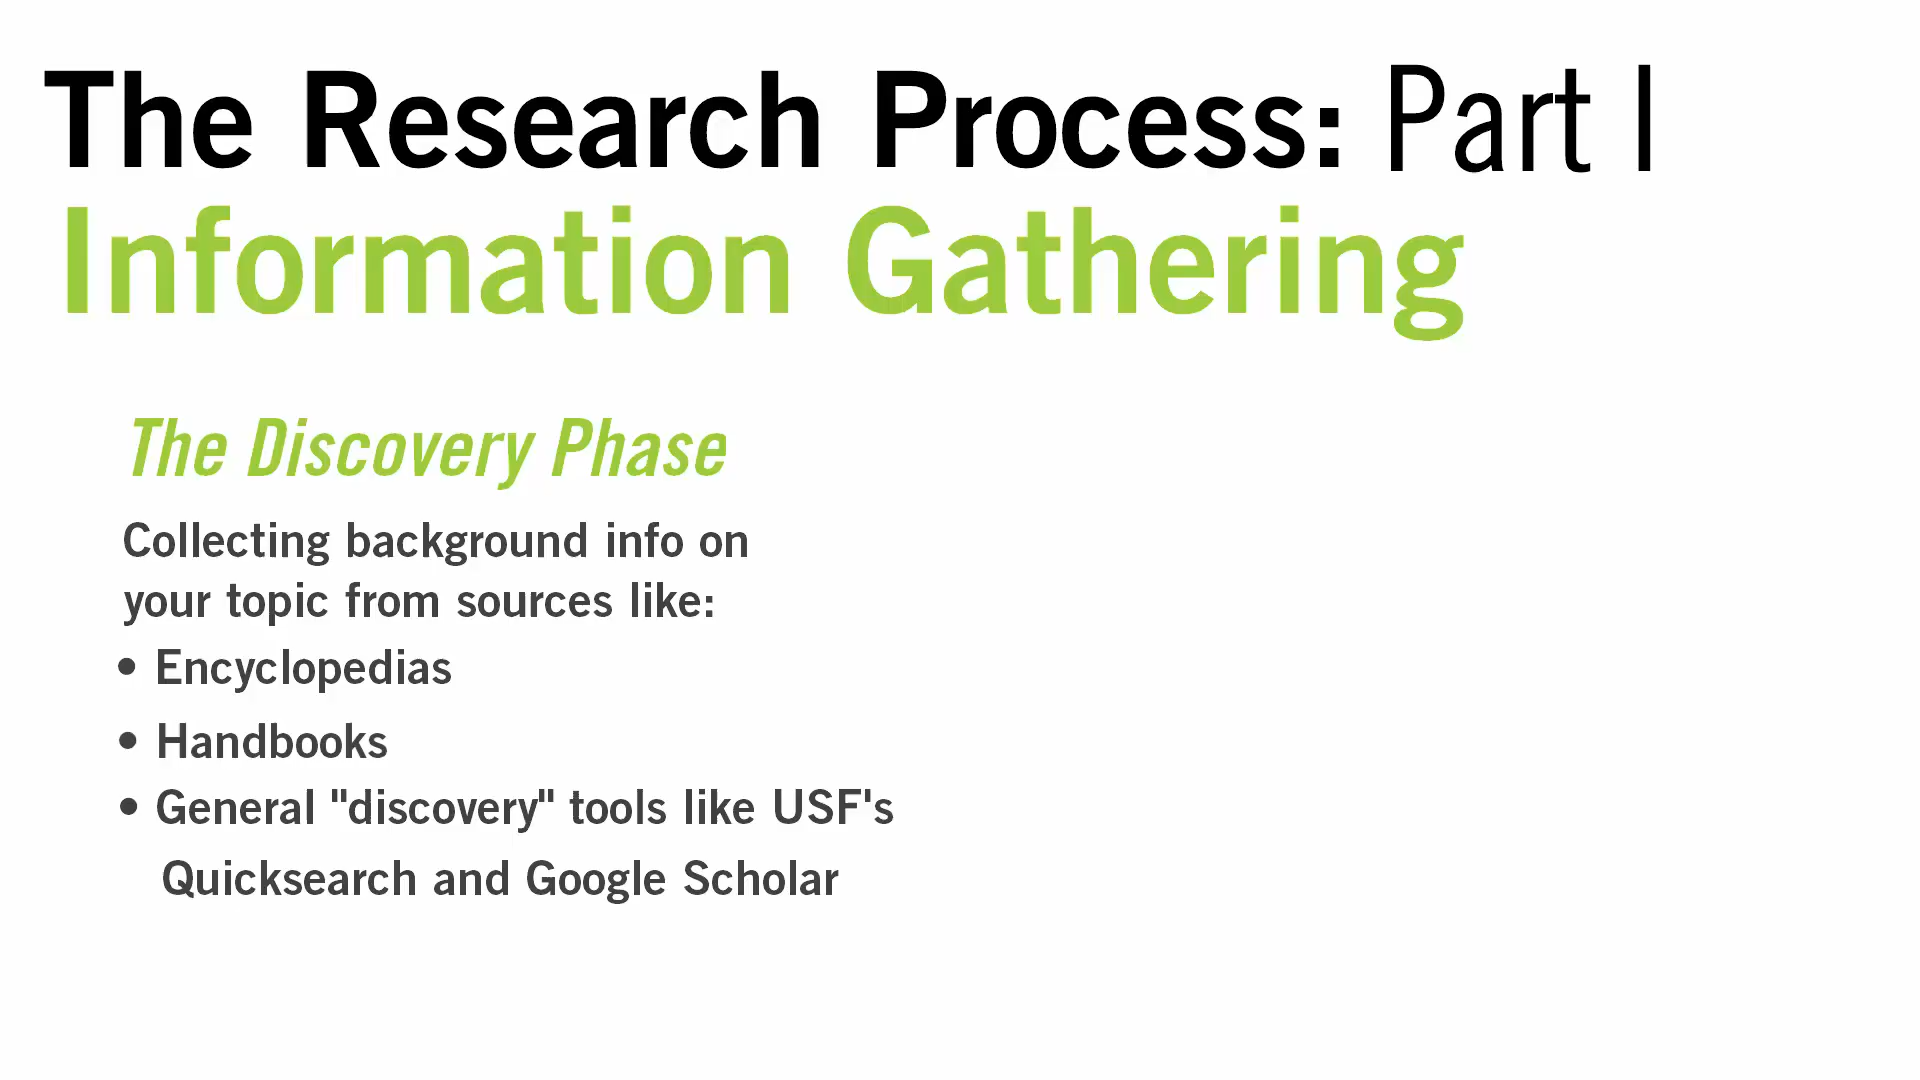 The Research Process: Part I
Information Gathering
The Discovery Phase
Collecting background info on
your topic from sources like:
• Encyclopedias
• Handbooks
• General "discovery" tools like USF's
Quicksearch and Google Scholar